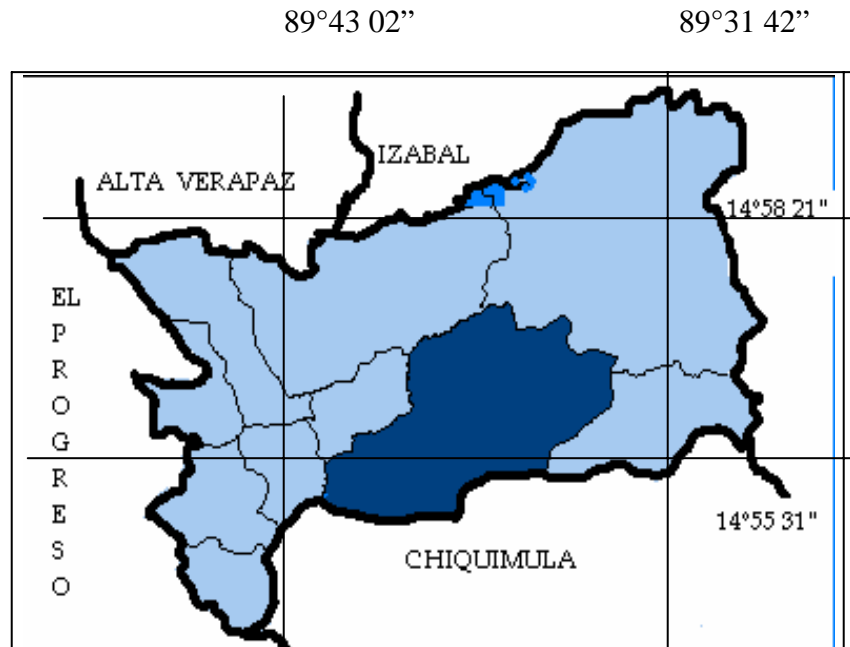 89°43 02” 89°31 42”
IZABAL
ALTA VERAPAZ
14°58 21"
EL
P
R
O
G
R
E
S
O
14°55 31"
CHIQUIMULA